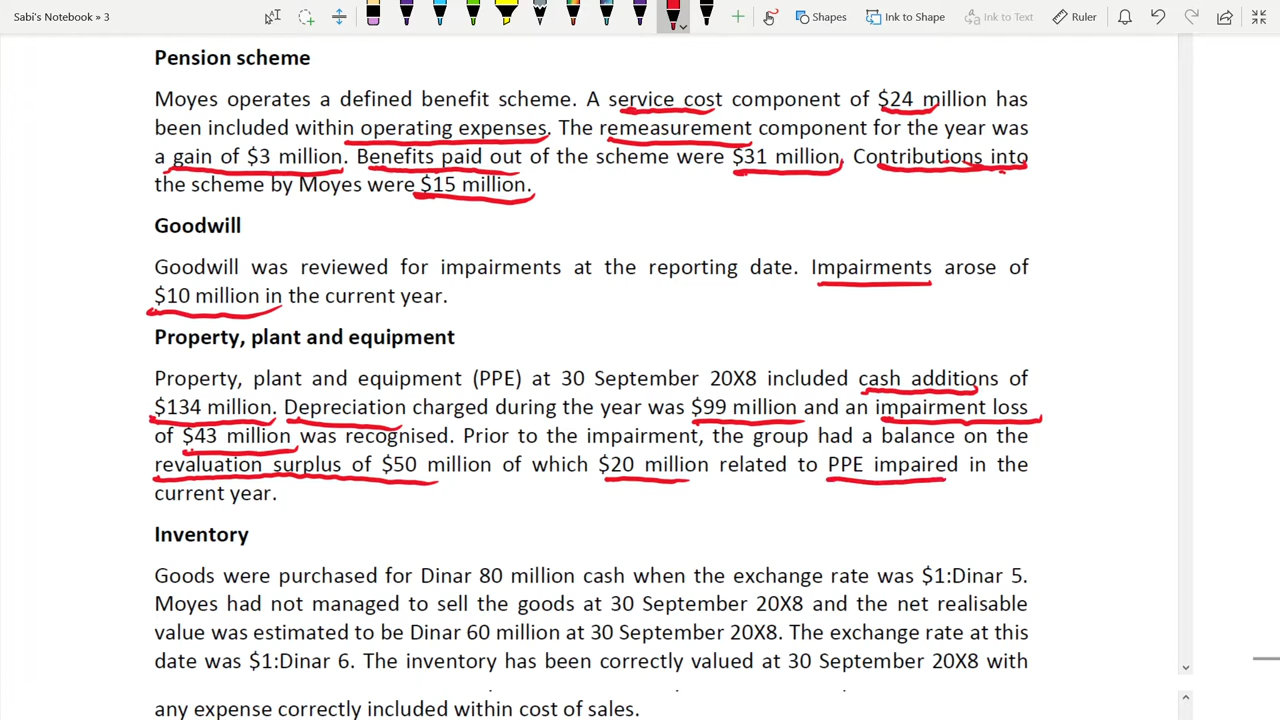 Sabi's Notebook » 3
Shapes Ink to Shape Ink to Text Ruler
Pension scheme
Moyes operates a defined benefit scheme. A service cost component of $24 million has
been included within operating expenses. The remeasurement component for the year was
a gain of $3 million. Benefits paid out of the scheme were $31 million. Contributions into
the scheme by Moyes were $15 million.
Goodwill
Goodwill was reviewed for impairments at the reporting date. Impairments arose of
$10 million in the current year.
Property, plant and equipment
Property, plant and equipment (PPE) at 30 September 20X8 included cash additions of
$134 million. Depreciation charged during the year was $99 million and an impairment loss
of $43 million was recognised. Prior to the impairment, the group had a balance on the
revaluation surplus of $50 million of which $20 million related to PPE impaired in the
current year.
Inventory
Goods were purchased for Dinar 80 million cash when the exchange rate was $1:Dinar 5.
Moyes had not managed to sell the goods at 30 September 20X8 and the net realisable
value was estimated to be Dinar 60 million at 30 September 20X8. The exchange rate at this
date was $1:Dinar 6. The inventory has been correctly valued at 30 September 20X8 with
any expense correctly included within cost of sales.